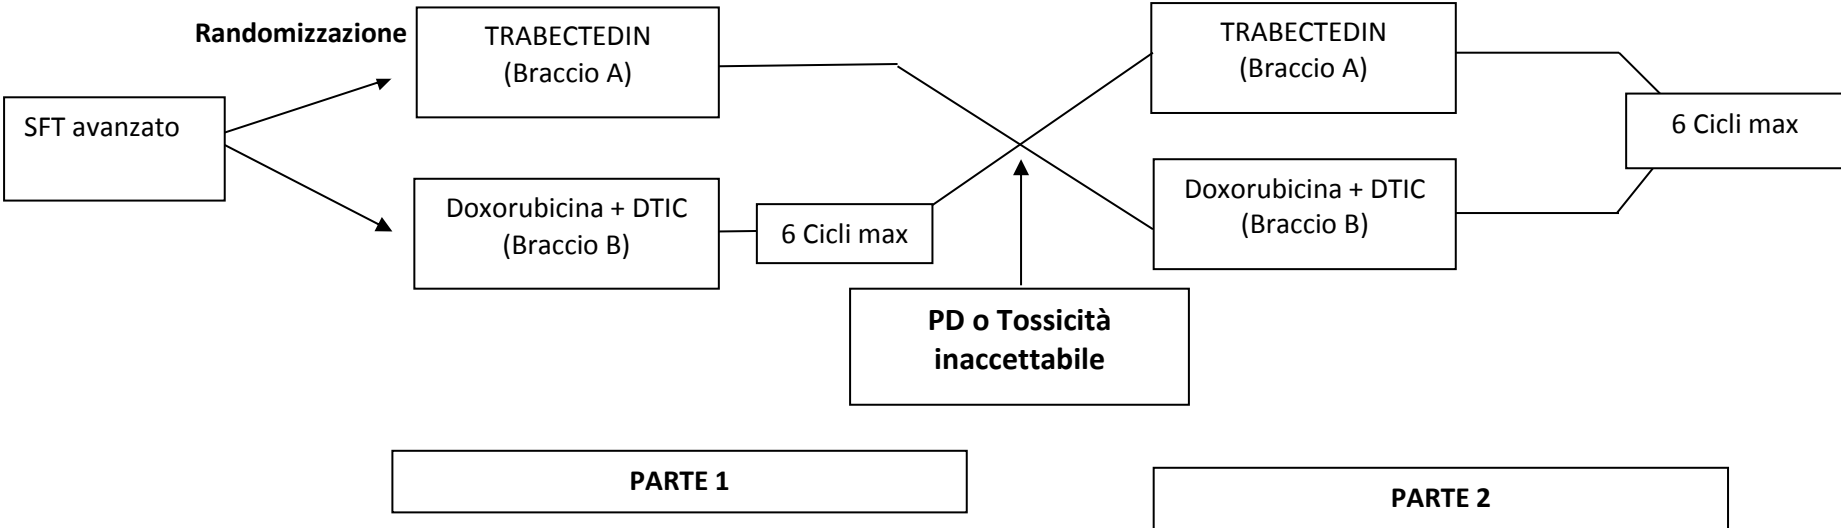 Randomizzazione
SFT avanzato
TRABECTEDIN
(Braccio A)
Doxorubicina + DTIC
(Braccio B)
6 Cicli max
PD o Tossicità
inaccettabile
TRABECTEDIN
(Braccio A)
Doxorubicina + DTIC
(Braccio B)
6 Cicli max
PARTE 1
PARTE 2